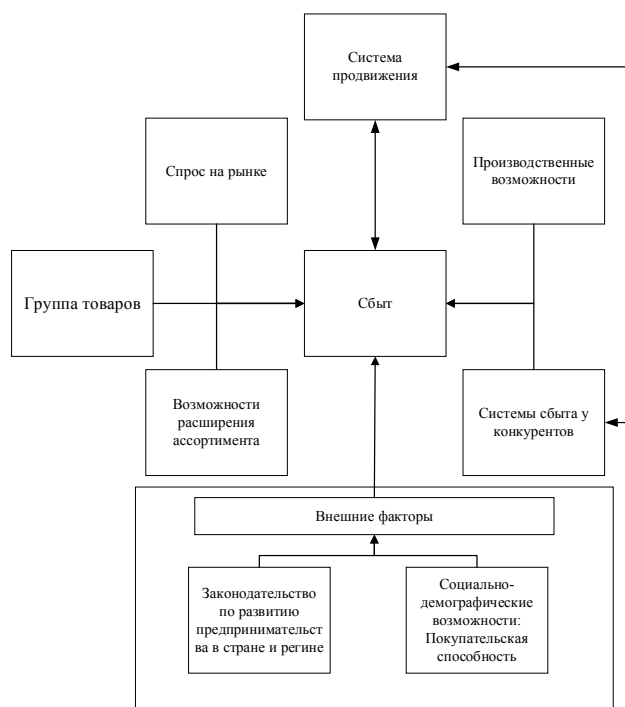 Система
продвижения
Спрос на рынке
Производственные
возможности
Группа товаров
Сбыт
Возможности
расширения
ассортимента
Системы сбыта у
конкурентов
Внешние факторы
Законодательство
по развитию
предпринимательст
ва в стране и регине
Социально-
демографические
возможности:
Покупательская
способность